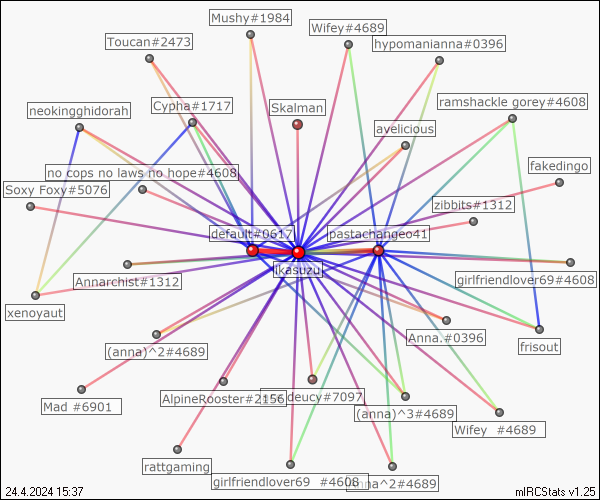 Mushy#1984
Wifey#4689
Toucan#2473
hypomanianna#0396
neokingghidorah
Cypha#1717
Skalman
ramshackle gorey#4608
avelicious
no cops no laws no hope#4608
fakedingo
Soxy Foxy#5076
zibbits#1312
default#0617
pastachangeo41
ikasuzu
Annarchist#1312
girlfriendlover69#4608
xenoyaut
(anna)^2#4689
Anna.#0396
frisout
Mad #6901
AlpineRooster#2156
deucy#7097
(anna)^3#4689
Wifey #4689
rattgaming
girlfriendlover69 #4608
anna^2#4689
24.4.2024 15:37
mIRCStats v1.25